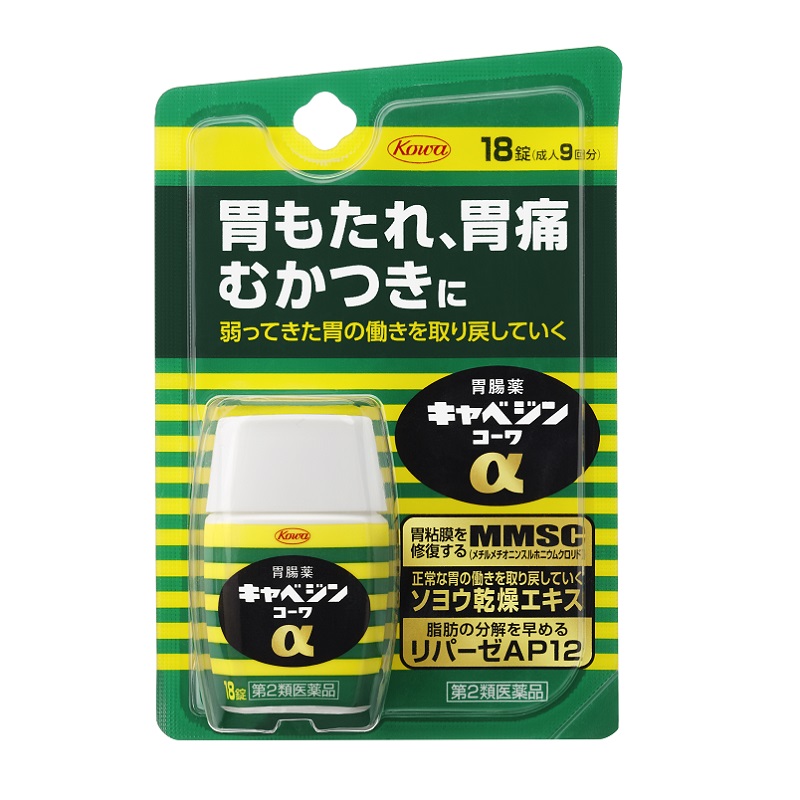 Kowa
18錠(成人9回分)
胃もたれ、胃痛
むかつきに
弱ってきた胃の働きを取り戻していく
胃腸薬
キャベジン
コーワ
α
胃粘膜を
修復する
MMSC
(メチルメチオニンスルホニウムクロリド)
正常な胃の働きを取り戻していく
ソヨウ乾燥エキス
脂肪の分解を早める
リパーゼAP12
第2類医薬品
Kowa
胃腸薬
キャベジン
コーワ
α
18錠
第2類医薬品